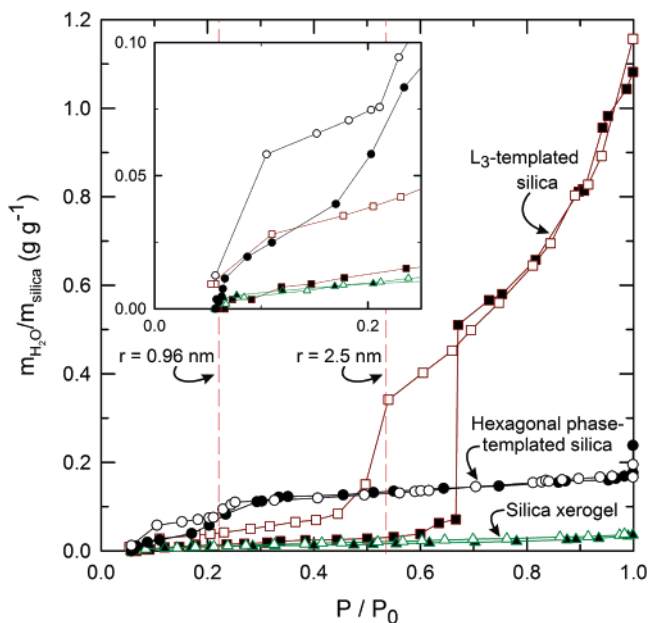 1.2
1.0
0.8
0.6
0.4
0.2
0.0
m_H₂O/m_silica (g g⁻¹)
0.10
0.05
0.00
0.0
0.2
r = 0.96 nm
r = 2.5 nm
L₃-templated
silica
Hexagonal phase-
templated silica
Silica xerogel
0.0
0.2
0.4
0.6
0.8
1.0
P / P₀